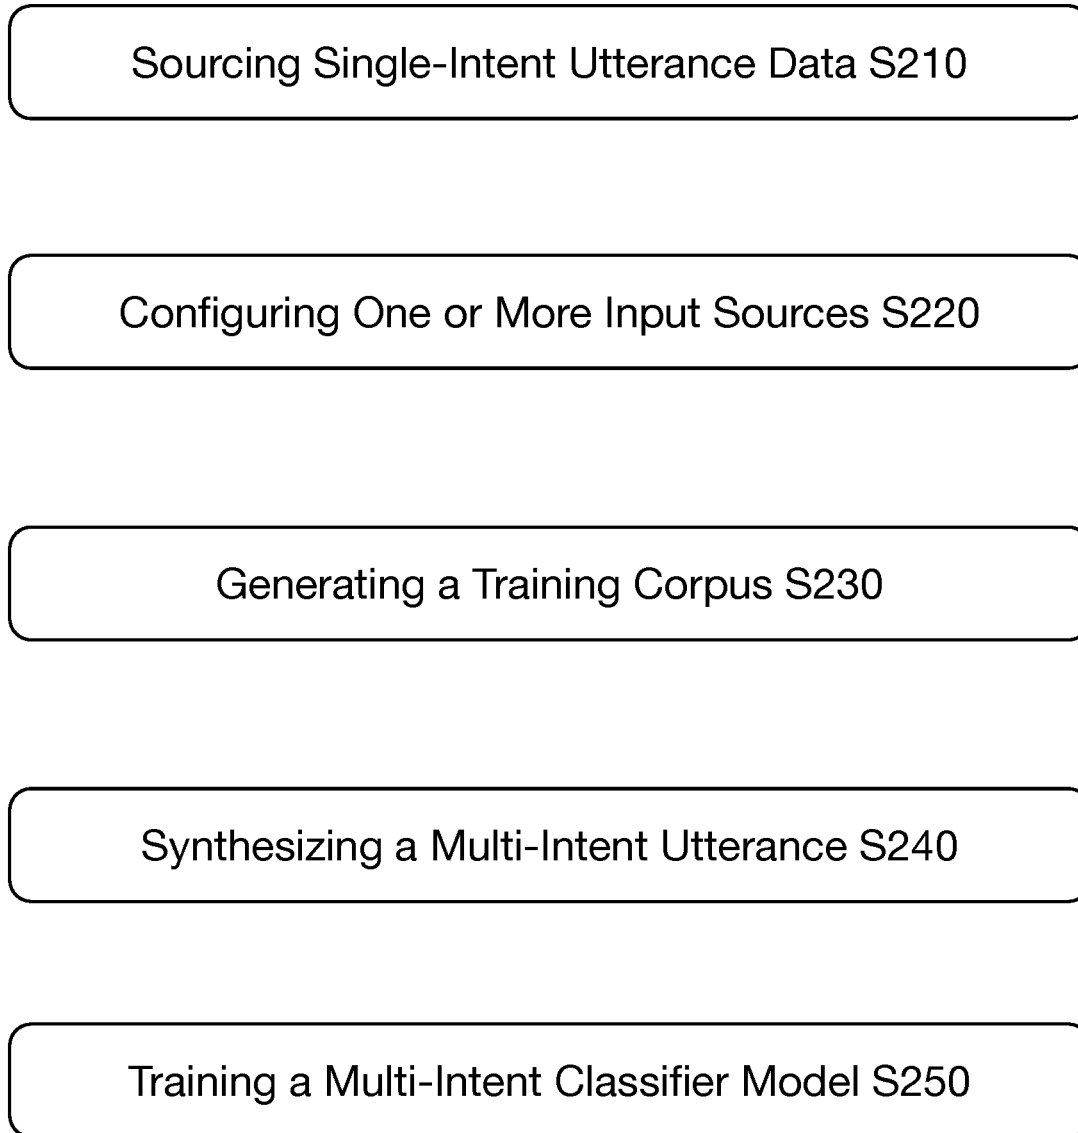 Sourcing Single-Intent Utterance Data S210
Configuring One or More Input Sources S220
Generating a Training Corpus S230
Synthesizing a Multi-Intent Utterance S240
Training a Multi-Intent Classifier Model S250